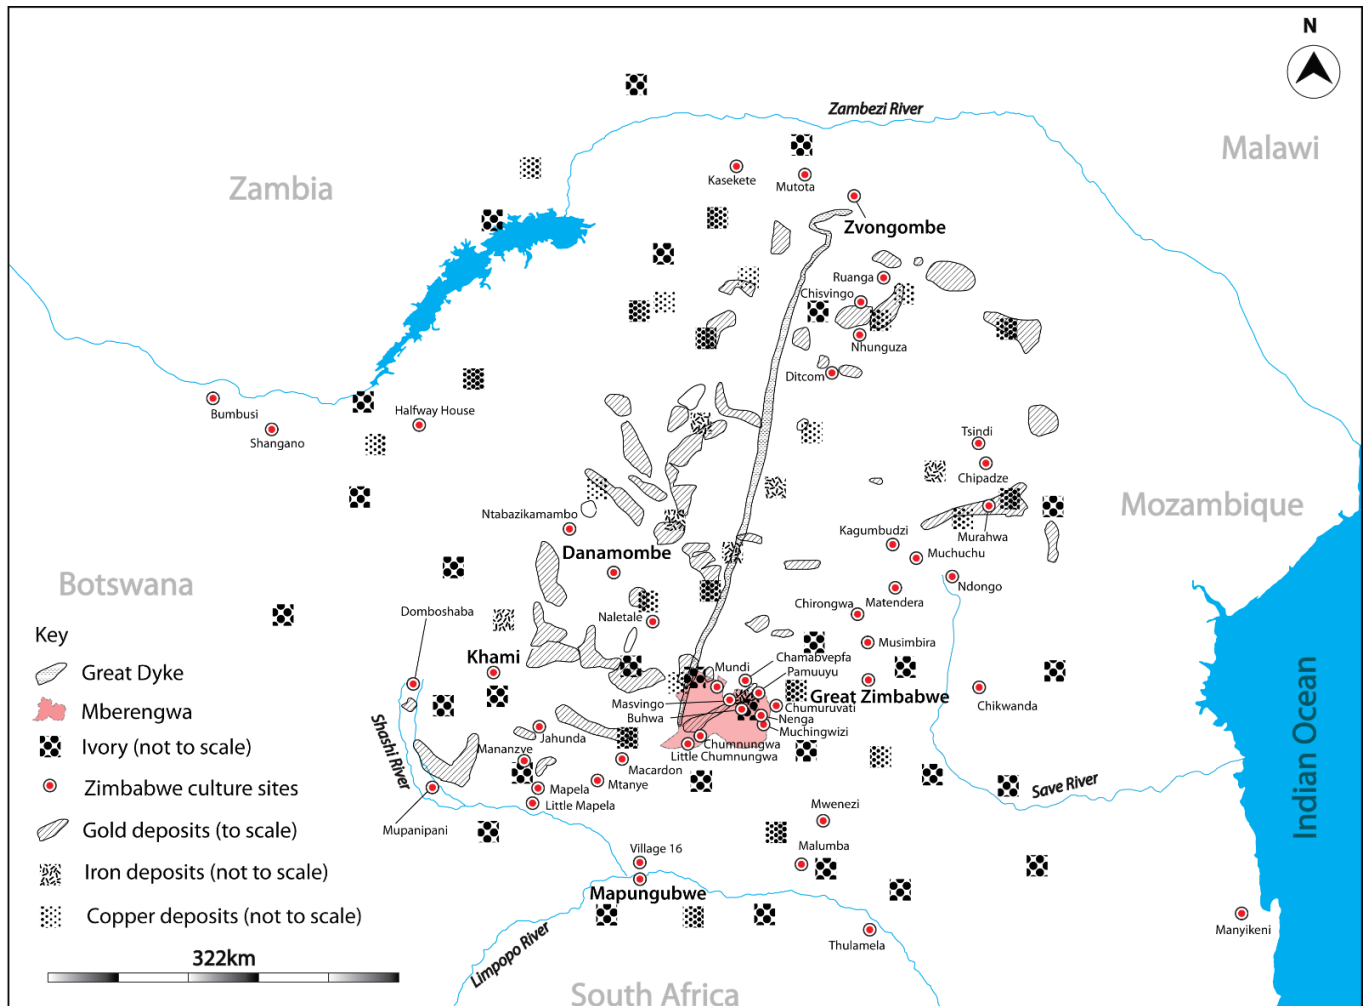 N
Zambezi River
Malawi
Zambia
Kasekete
Mutota
Zvongombe
Ruanga
Chisvingo
Nhunguza
Ditcom
Bumbusi
Shangano
Halfway House
Tsindi
Chipadze
Mozambique
Ntabazikamambo
Murahwa
Kagumbudzi
Muchuchu
Danamombe
Botswana
Ndongo
Matendera
Chirongwa
Domboshaba
Naletale
Musimbira
Key
Khami
Mundi
Chamabvepfa
Pamuuyu
Great Dyke
Great Zimbabwe
Chikwanda
Masvingo
Chumuruvati
Mberengwa
Buhwa
Nenga
Muchingwizi
Shashi River
Jahunda
Chumnungwa
Little Chumnungwa
Ivory (not to scale)
Mananzve
Macardon
Indian Ocean
Zimbabwe culture sites
Mapela
Mtanye
Save River
Little Mapela
Mwenezi
Mupanipani
Gold deposits (to scale)
Village 16
Malumba
Iron deposits (not to scale)
Mapungubwe
Copper deposits (not to scale)
Manyikeni
Thulamela
Limpopo River
322km
South Africa